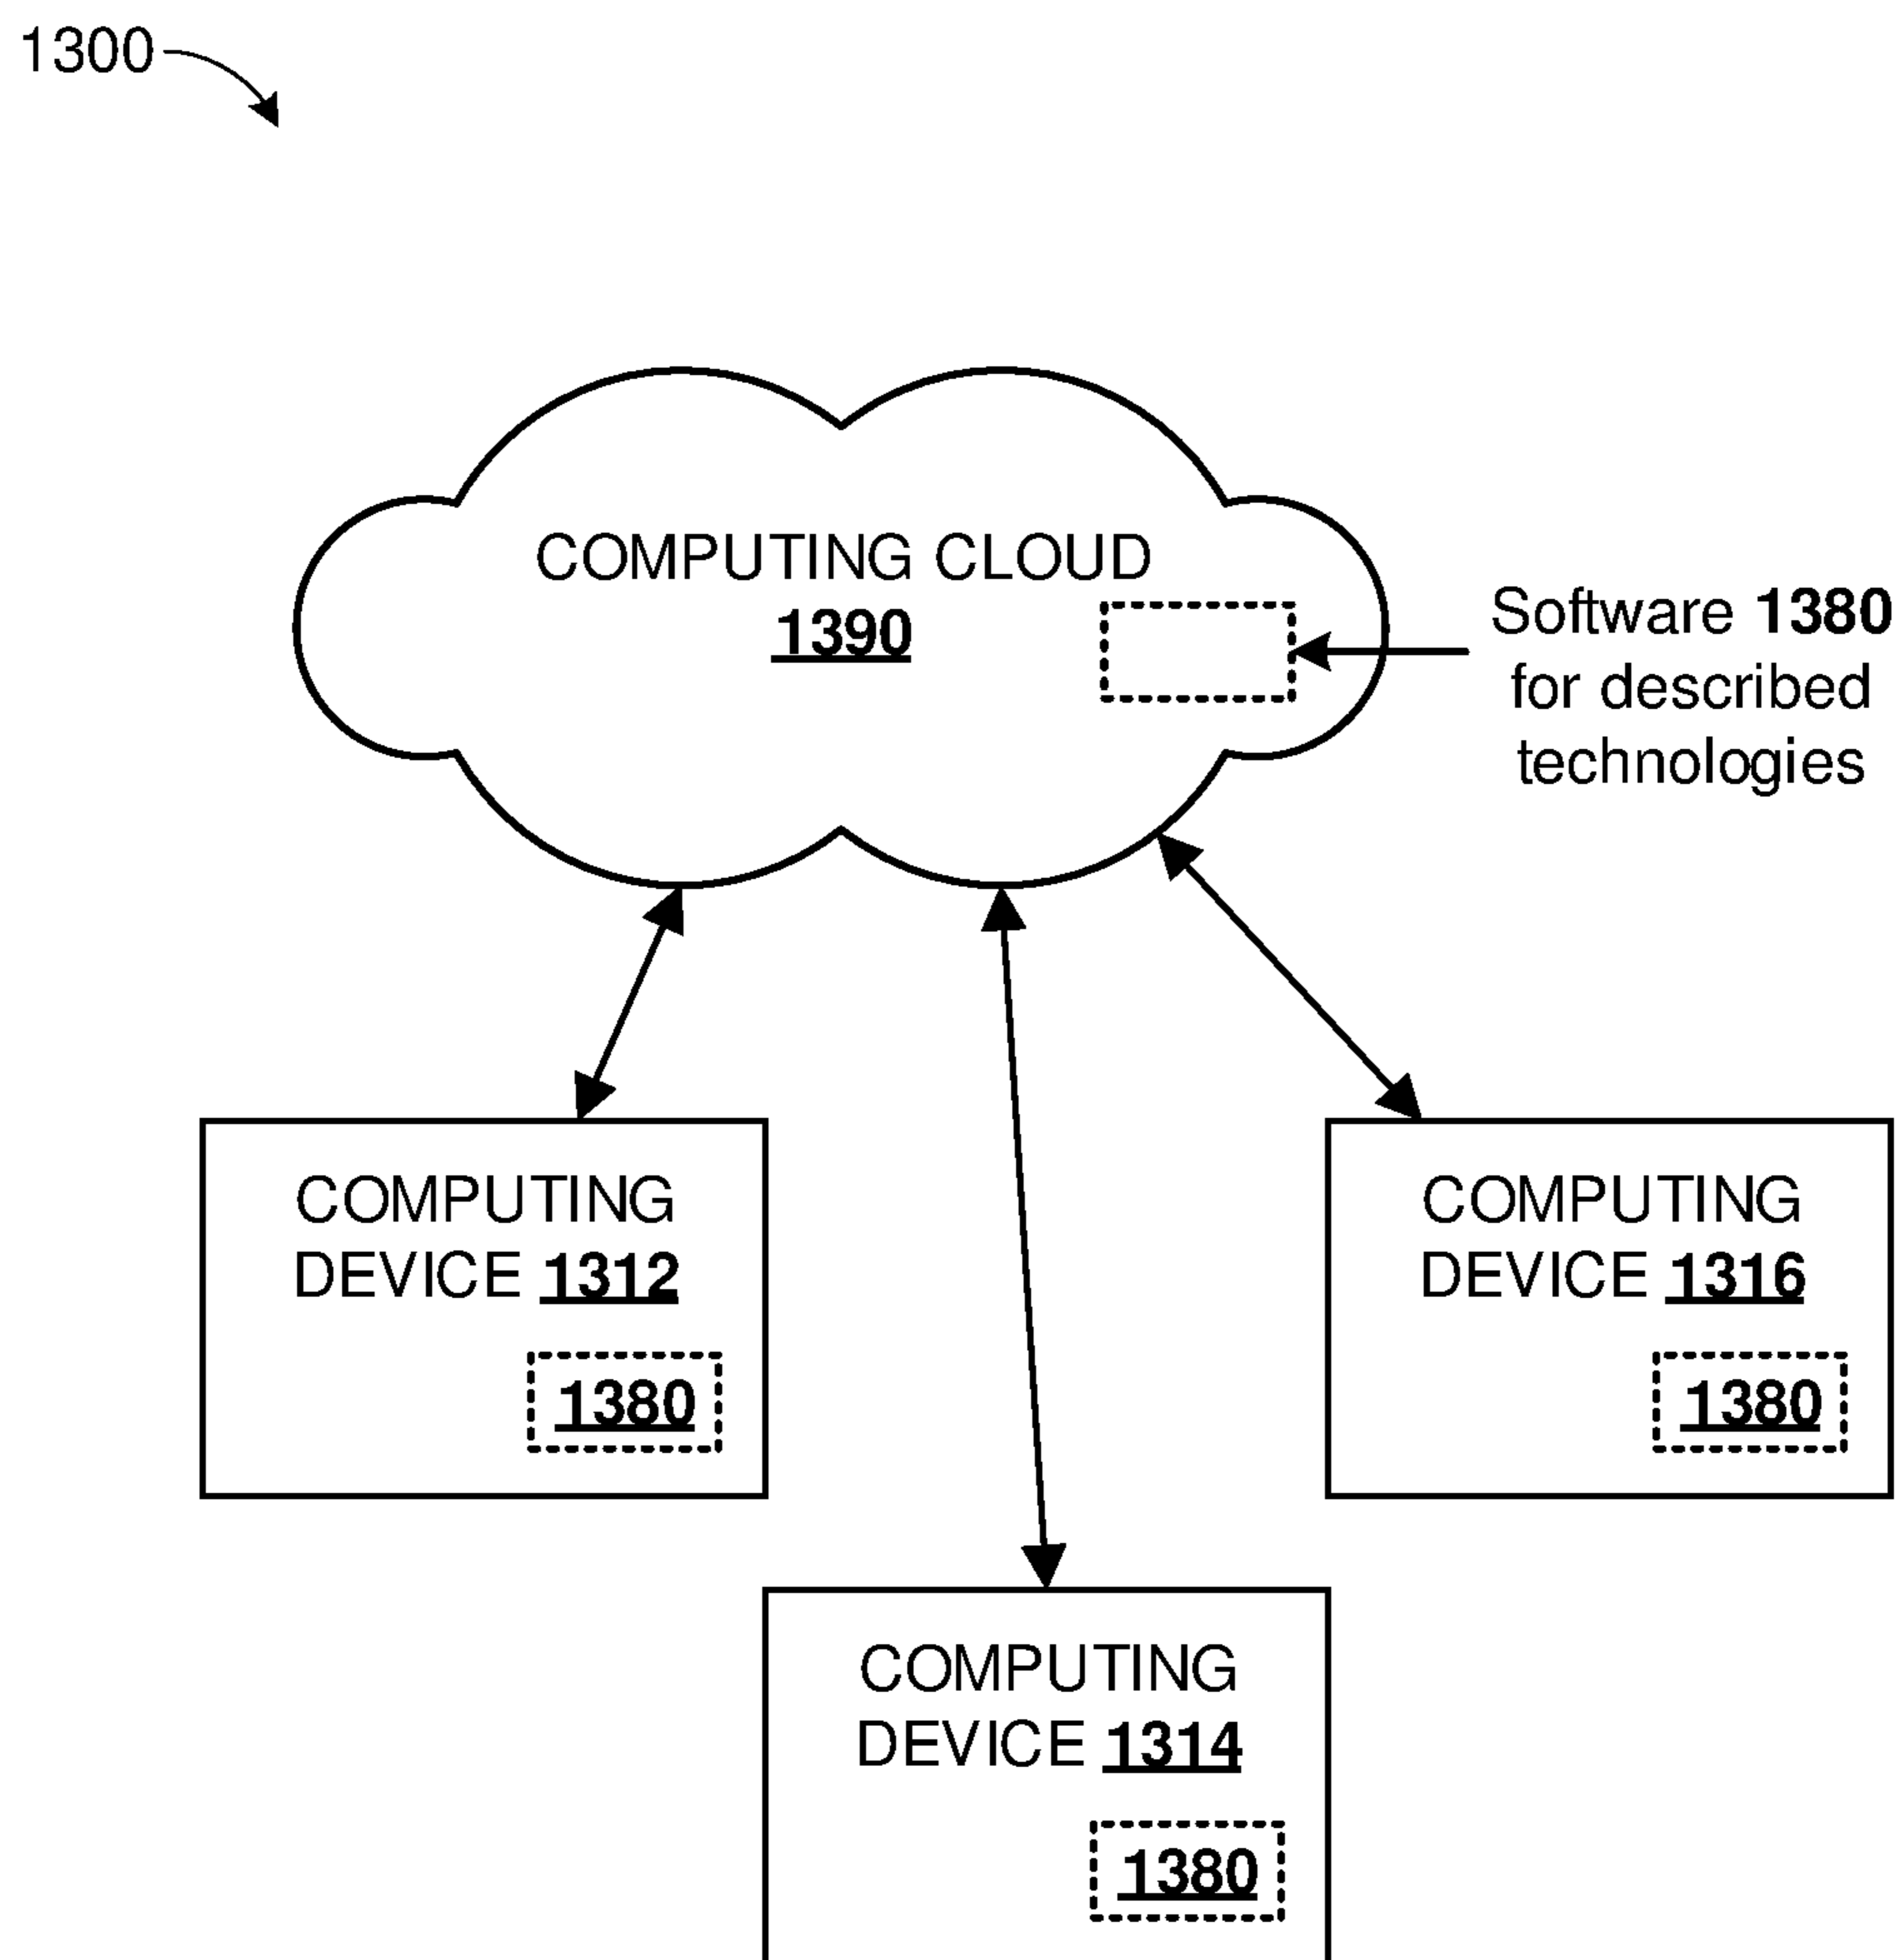 1300
COMPUTING CLOUD
1390
Software 1380
for described
technologies
COMPUTING
DEVICE 1312
1380
COMPUTING
DEVICE 1316
1380
COMPUTING
DEVICE 1314
1380